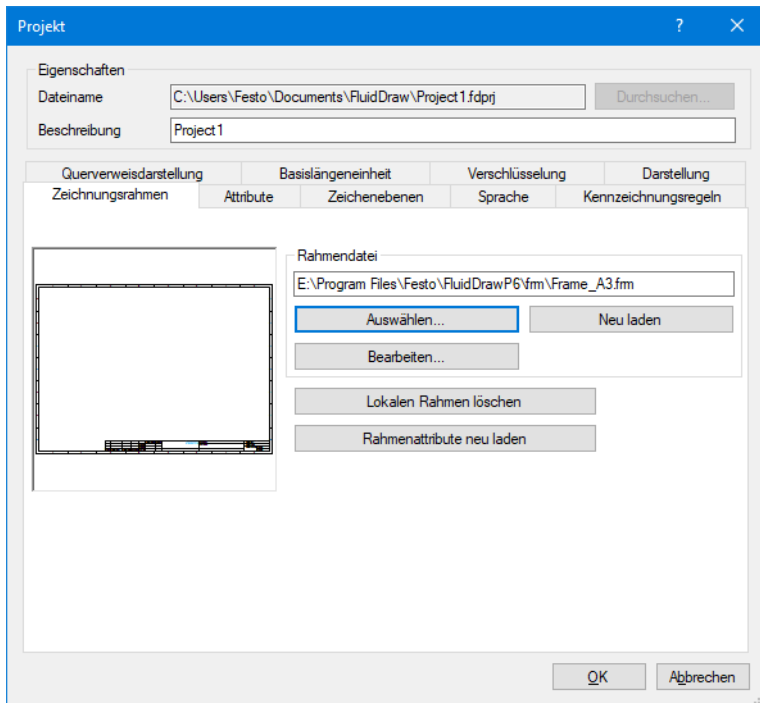 Projekt ? ✕
Eigenschaften
Dateiname C:\Users\Festo\Documents\FluidDraw\Project1.fdprj Durchsuchen...
Beschreibung Project1
Querverweisdarstellung Basislängeneinheit Verschlüsselung Darstellung
Zeichnungsrahmen Attribute Zeichenebenen Sprache Kennzeichnungsregeln
Rahmendatei
E:\Program Files\Festo\FluidDrawP6\frm\Frame_A3.frm
Auswählen... Neu laden
Bearbeiten...
Lokalen Rahmen löschen
Rahmenattribute neu laden
OK Abbrechen